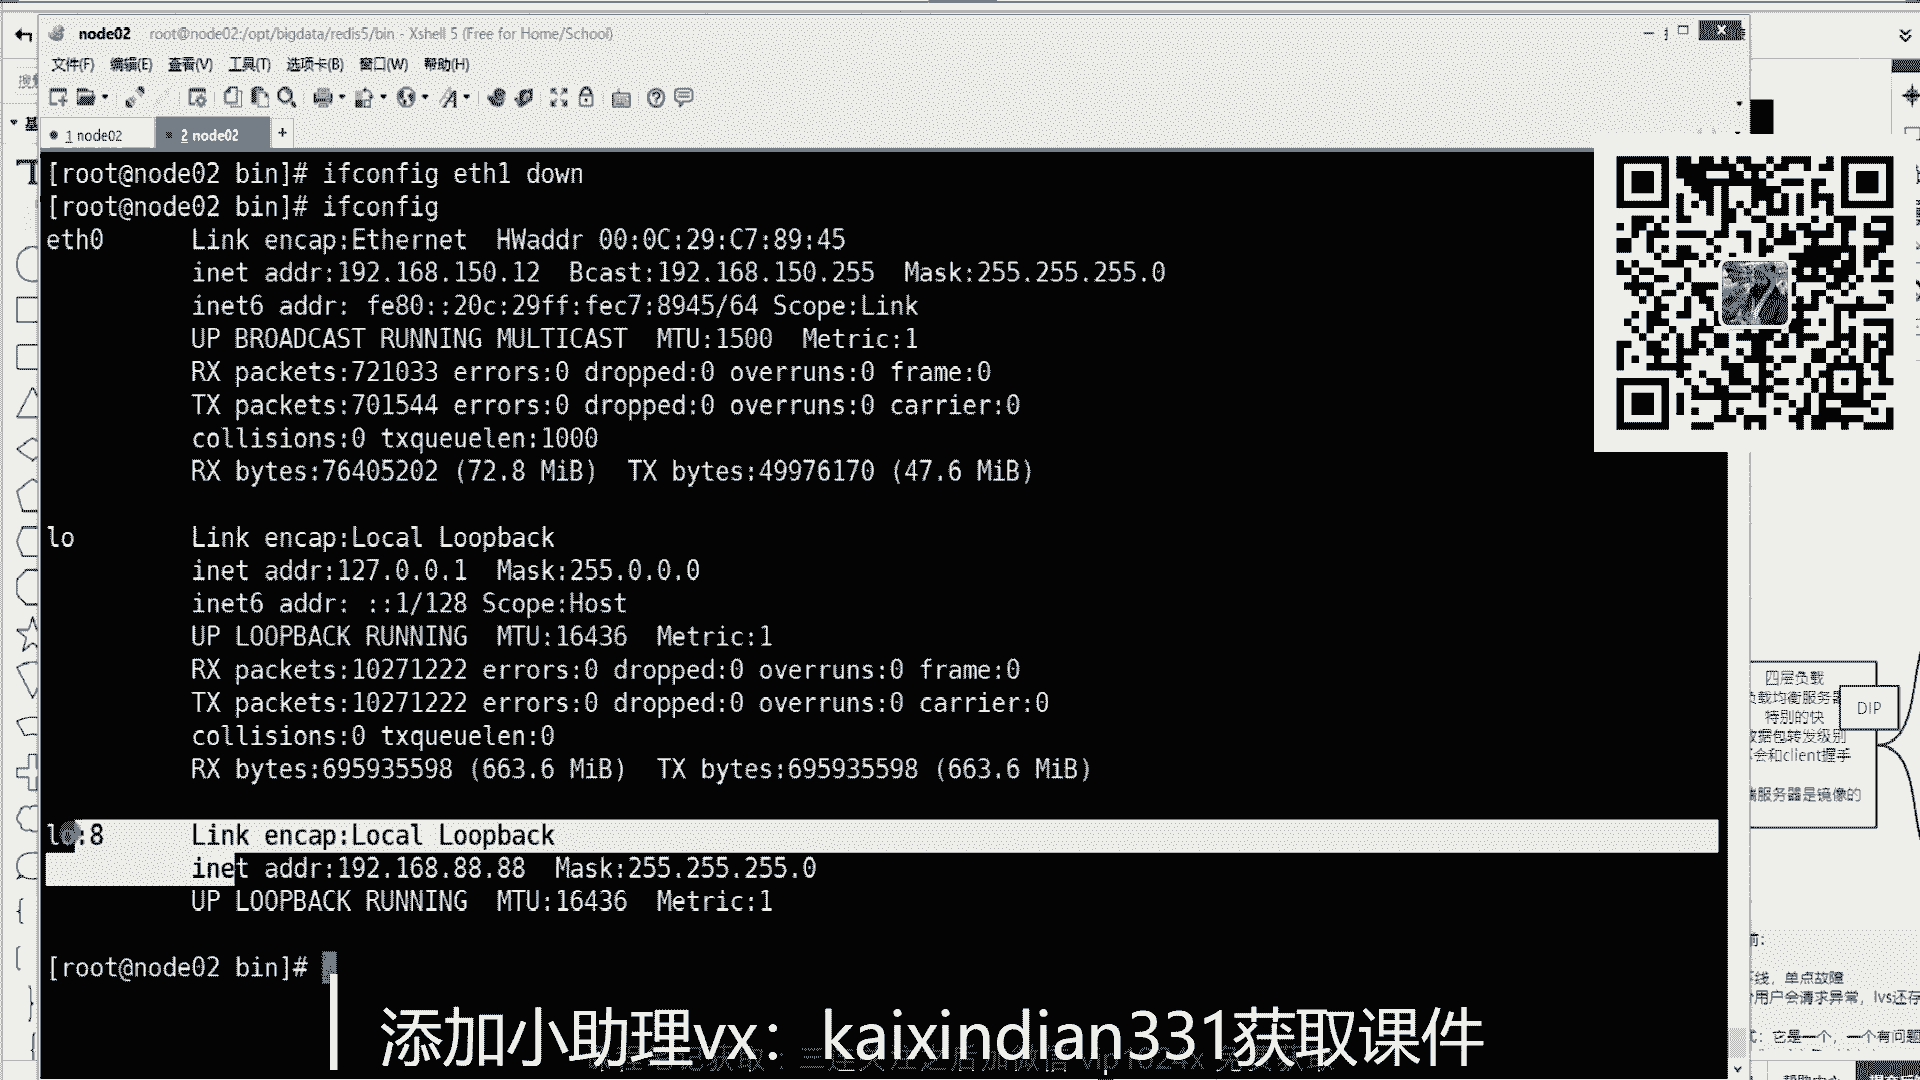 node02 root@node02:/opt/bigdata/redis5/bin - Xshell 5 (Free for Home/School)
文件(F) 编辑(E) 查看(V) 工具(T) 选项卡(B) 窗口(W) 帮助(H)
1 node02
2 node02
[root@node02 bin]# ifconfig eth1 down
[root@node02 bin]# ifconfig
eth0 Link encap:Ethernet HWaddr 00:0C:29:C7:89:45
inet addr:192.168.150.12 Bcast:192.168.150.255 Mask:255.255.255.0
inet6 addr: fe80::20c:29ff:fec7:8945/64 Scope:Link
UP BROADCAST RUNNING MULTICAST MTU:1500 Metric:1
RX packets:721033 errors:0 dropped:0 overruns:0 frame:0
TX packets:701544 errors:0 dropped:0 overruns:0 carrier:0
collisions:0 txqueuelen:1000
RX bytes:76405202 (72.8 MiB) TX bytes:49976170 (47.6 MiB)
lo Link encap:Local Loopback
inet addr:127.0.0.1 Mask:255.0.0.0
inet6 addr: ::1/128 Scope:Host
UP LOOPBACK RUNNING MTU:16436 Metric:1
RX packets:10271222 errors:0 dropped:0 overruns:0 frame:0
TX packets:10271222 errors:0 dropped:0 overruns:0 carrier:0
collisions:0 txqueuelen:0
RX bytes:695935598 (663.6 MiB) TX bytes:695935598 (663.6 MiB)
lo:8 Link encap:Local Loopback
inet addr:192.168.88.88 Mask:255.255.255.0
UP LOOPBACK RUNNING MTU:16436 Metric:1
[root@node02 bin]#
四层负载
负载均衡服务器
特别的快
数据包转发级别
会和client握手
服务器是镜像的
DIP
线，单点故障
用户会请求异常，lvs还存
它是一个，一个有问题
添加小助理vx：kaixindian331获取课件